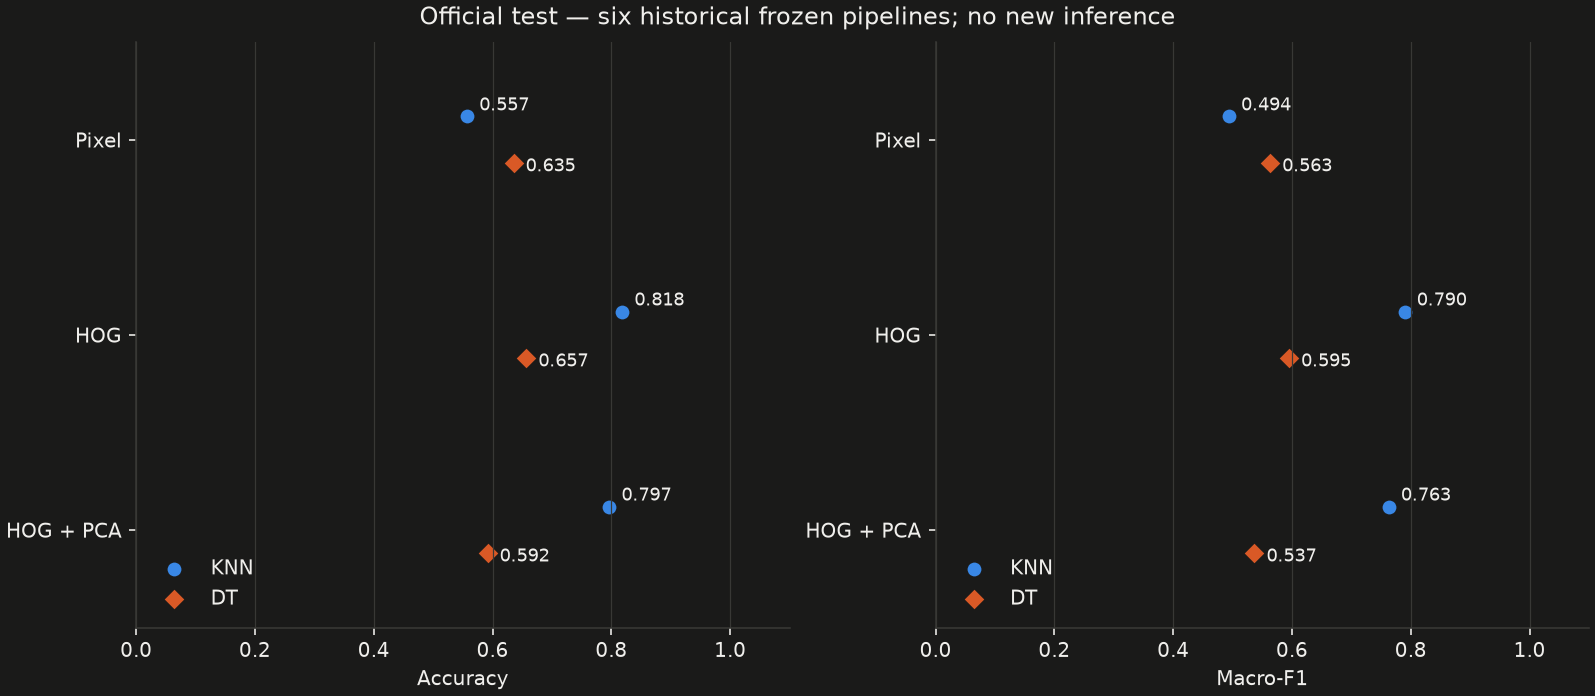 Official test — six historical frozen pipelines; no new inference
0.557
Pixel
0.635
0.818
HOG
0.657
0.797
HOG + PCA
0.592
KNN
DT
0.0 0.2 0.4 0.6 0.8 1.0
Accuracy
0.494
Pixel
0.563
0.790
HOG
0.595
0.763
HOG + PCA
0.537
KNN
DT
0.0 0.2 0.4 0.6 0.8 1.0
Macro-F1